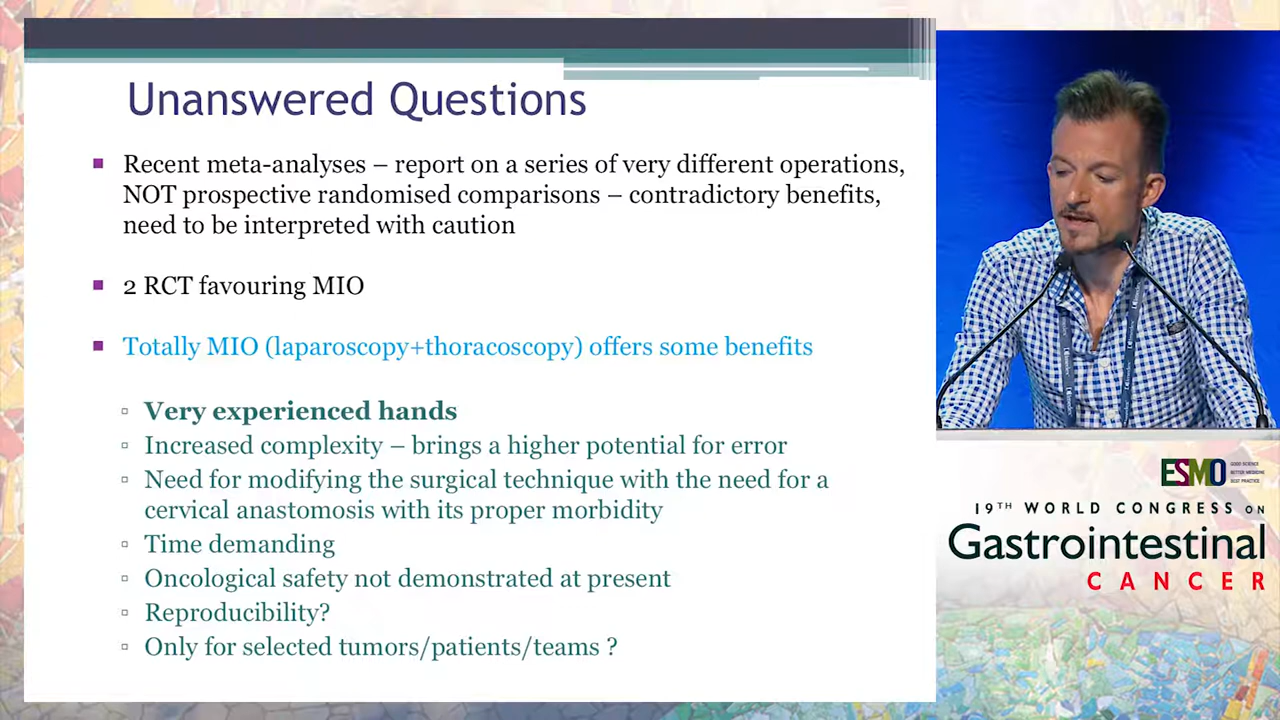 Unanswered Questions
Recent meta-analyses – report on a series of very different operations,
NOT prospective randomised comparisons – contradictory benefits,
need to be interpreted with caution
2 RCT favouring MIO
Totally MIO (laparoscopy+thoracoscopy) offers some benefits
Very experienced hands
Increased complexity – brings a higher potential for error
Need for modifying the surgical technique with the need for a
cervical anastomosis with its proper morbidity
Time demanding
Oncological safety not demonstrated at present
Reproducibility?
Only for selected tumors/patients/teams ?
ESMO
GOOD SCIENCE
BETTER MEDICINE
BEST PRACTICE
19TH WORLD CONGRESS ON
Gastrointestinal
CANCER